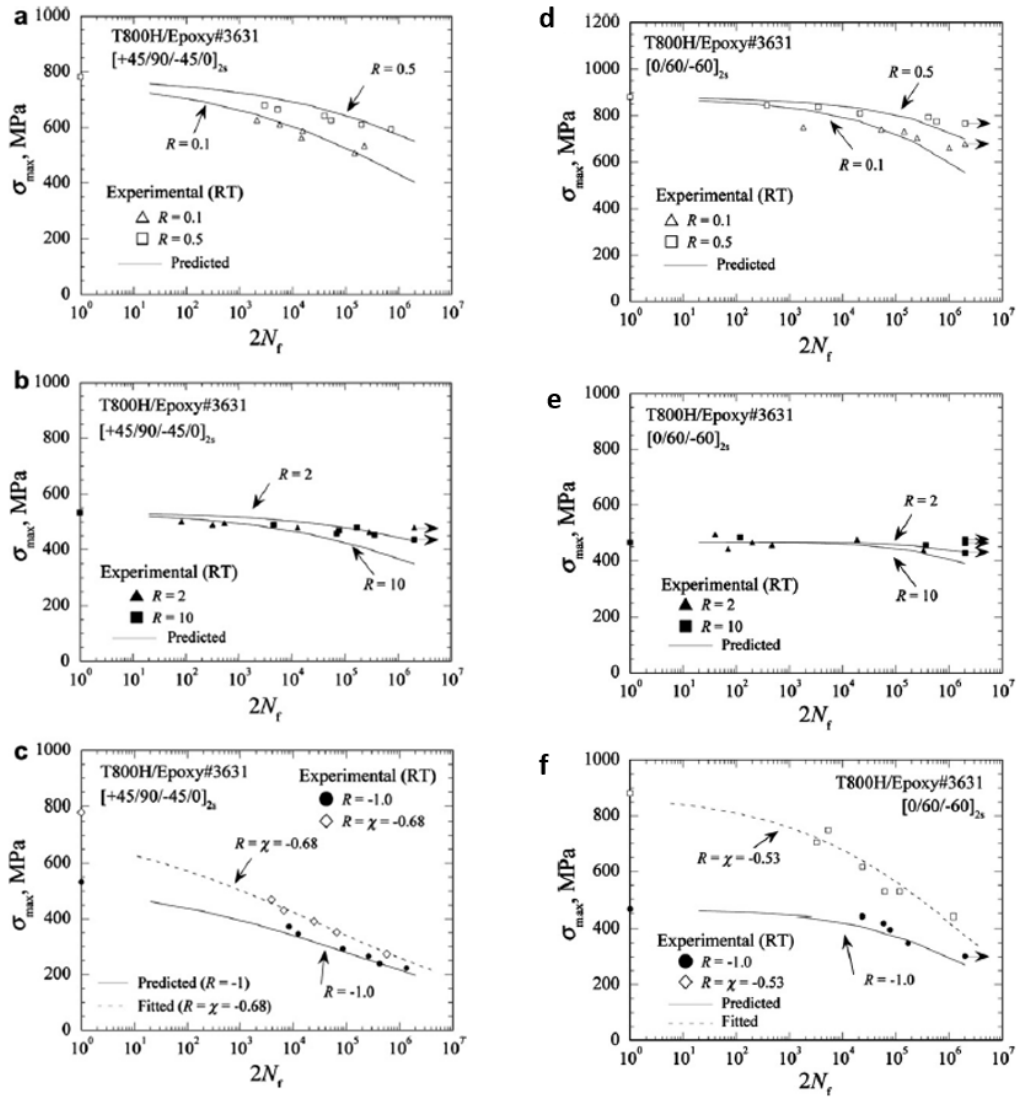 a
T800H/Epoxy#3631
[+45/90/-45/0]2s
R = 0.5
R = 0.1
Experimental (RT)
R = 0.1
R = 0.5
Predicted
1000
800
600
400
200
0
σmax, MPa
10^0 10^1 10^2 10^3 10^4 10^5 10^6 10^7
2Nf
d
T800H/Epoxy#3631
[0/60/-60]2s
R = 0.5
R = 0.1
Experimental (RT)
R = 0.1
R = 0.5
Predicted
1200
1000
800
600
400
200
0
σmax, MPa
10^0 10^1 10^2 10^3 10^4 10^5 10^6 10^7
2Nf
b
T800H/Epoxy#3631
[+45/90/-45/0]2s
R = 2
R = 10
Experimental (RT)
R = 2
R = 10
Predicted
1000
800
600
400
200
0
σmax, MPa
10^0 10^1 10^2 10^3 10^4 10^5 10^6 10^7
2Nf
e
T800H/Epoxy#3631
[0/60/-60]2s
R = 2
R = 10
Experimental (RT)
R = 2
R = 10
Predicted
1000
800
600
400
200
0
σmax, MPa
10^0 10^1 10^2 10^3 10^4 10^5 10^6 10^7
2Nf
c
T800H/Epoxy#3631
[+45/90/-45/0]2s
Experimental (RT)
R = -1.0
R = χ = -0.68
R = χ = -0.68
R = -1.0
Predicted (R = -1)
Fitted (R = χ = -0.68)
1000
800
600
400
200
0
σmax, MPa
10^0 10^1 10^2 10^3 10^4 10^5 10^6 10^7
2Nf
f
T800H/Epoxy#3631
[0/60/-60]2s
R = χ = -0.53
R = -1.0
Experimental (RT)
R = -1.0
R = χ = -0.53
Predicted
Fitted
1000
800
600
400
200
0
σmax, MPa
10^0 10^1 10^2 10^3 10^4 10^5 10^6 10^7
2Nf